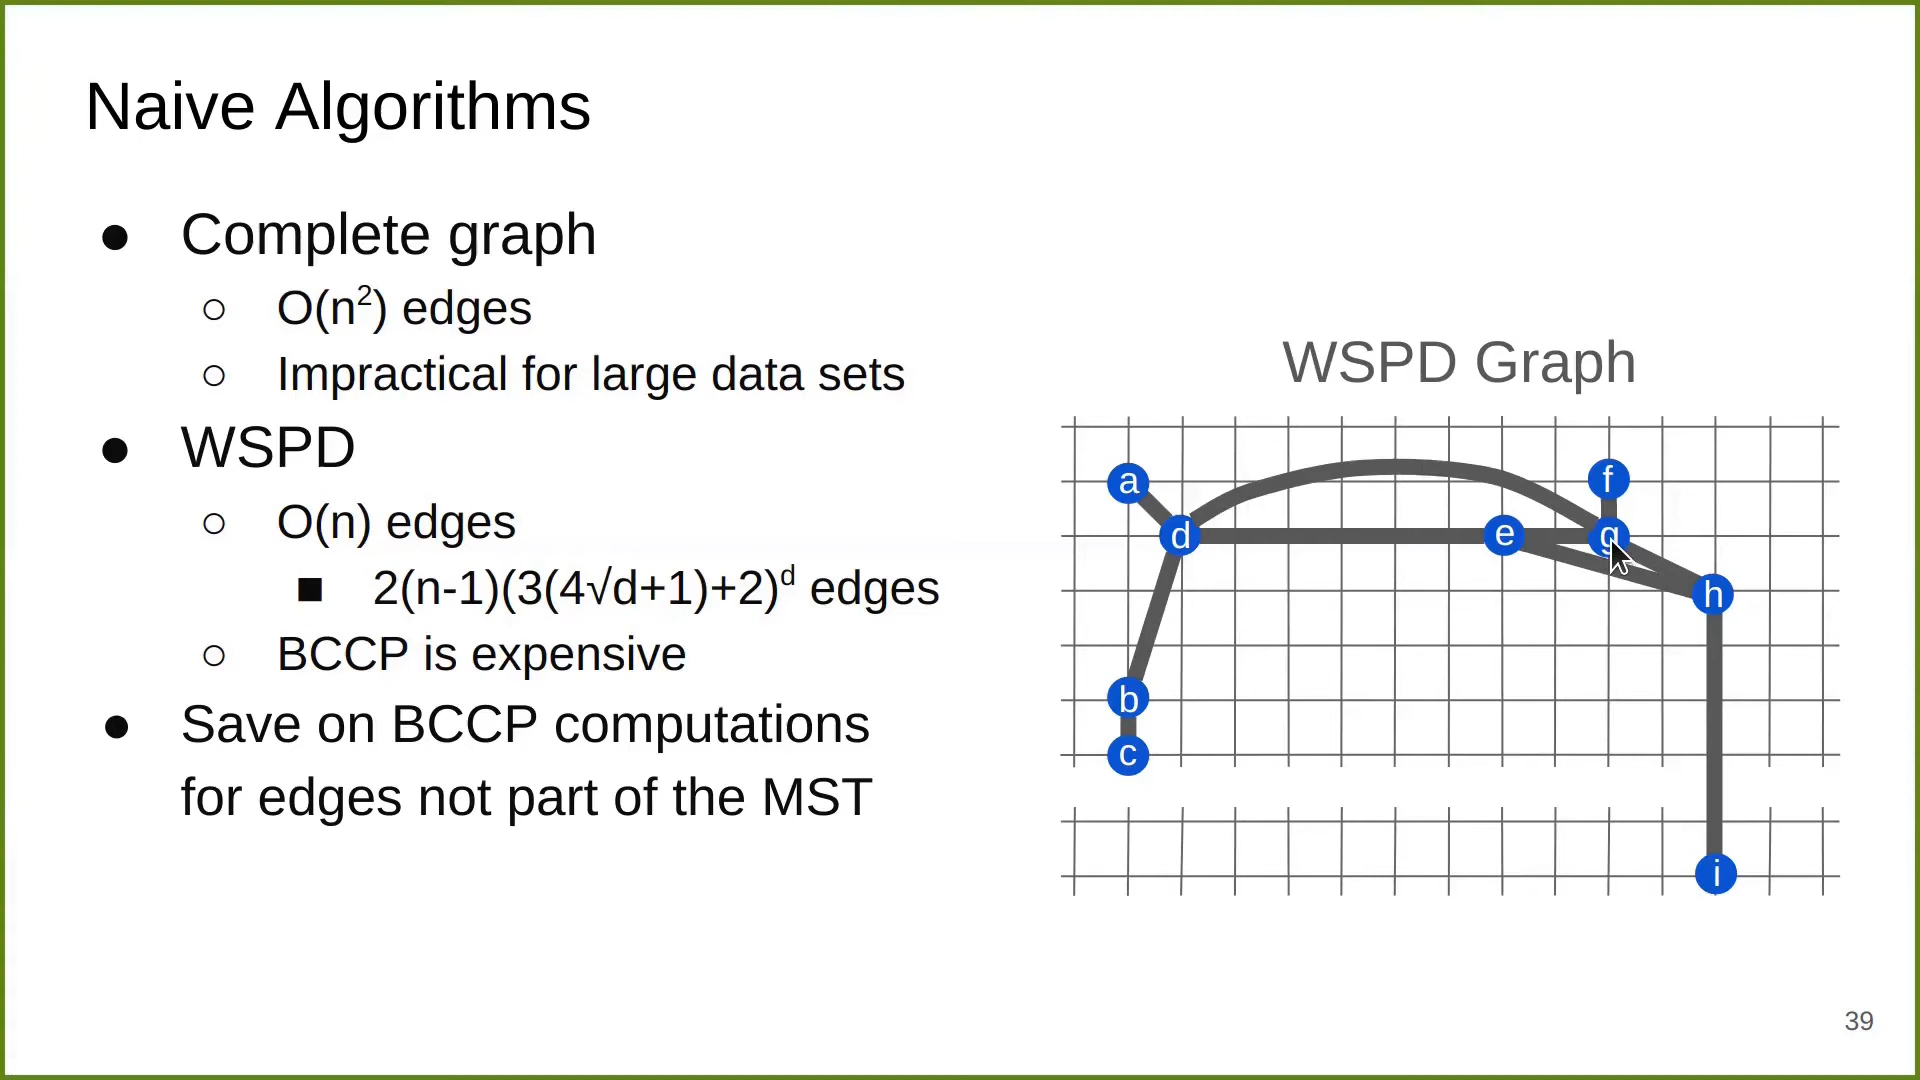 Naive Algorithms
● Complete graph
○ O(n²) edges
○ Impractical for large data sets
● WSPD
○ O(n) edges
■ 2(n-1)(3(4√d+1)+2)ᵈ edges
○ BCCP is expensive
● Save on BCCP computations
for edges not part of the MST
WSPD Graph
a
f
d
e
g
h
b
c
i
39